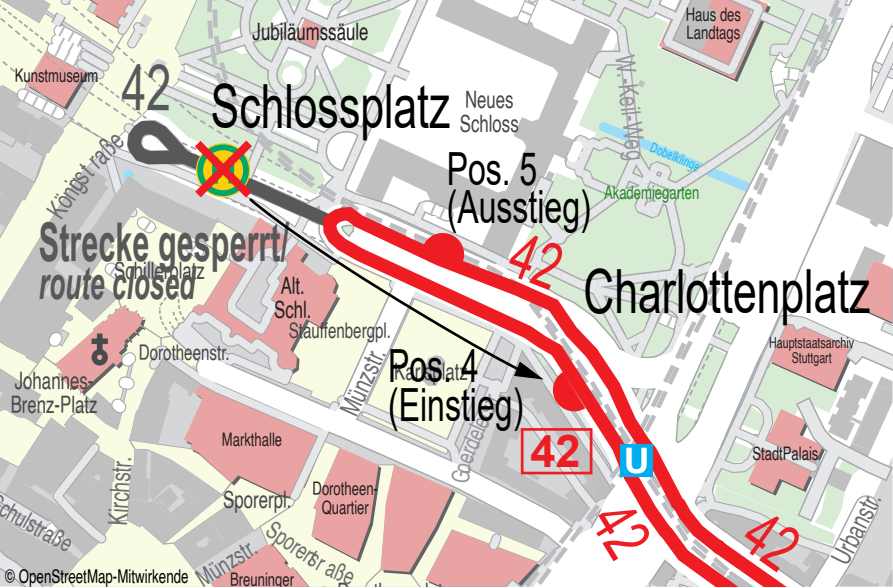 Haus des
Landtags
Jubiläumssäule
Kunstmuseum
42
Schlossplatz
Neues
Schloss
W.-Keil-Weg
Dobelklinge
Königstraße
Pos. 5
(Ausstieg)
Akademiegarten
Strecke gesperrt/
route closed
Schillerplatz
42
Charlottenplatz
Alt.
Schl.
Stauffenbergpl.
Hauptstaatsarchiv
Stuttgart
Dorotheenstr.
Münzstr.
Karlsplatz
Pos. 4
(Einstieg)
Johannes-
Brenz-Platz
Markthalle
42
U
StadtPalais
Kirchstr.
Sporerpl.
Dorotheen-
Quartier
Schulstraße
Münzstr.
Sporerstraße
42
42
Urbanstr.
Breuninger
© OpenStreetMap-Mitwirkende